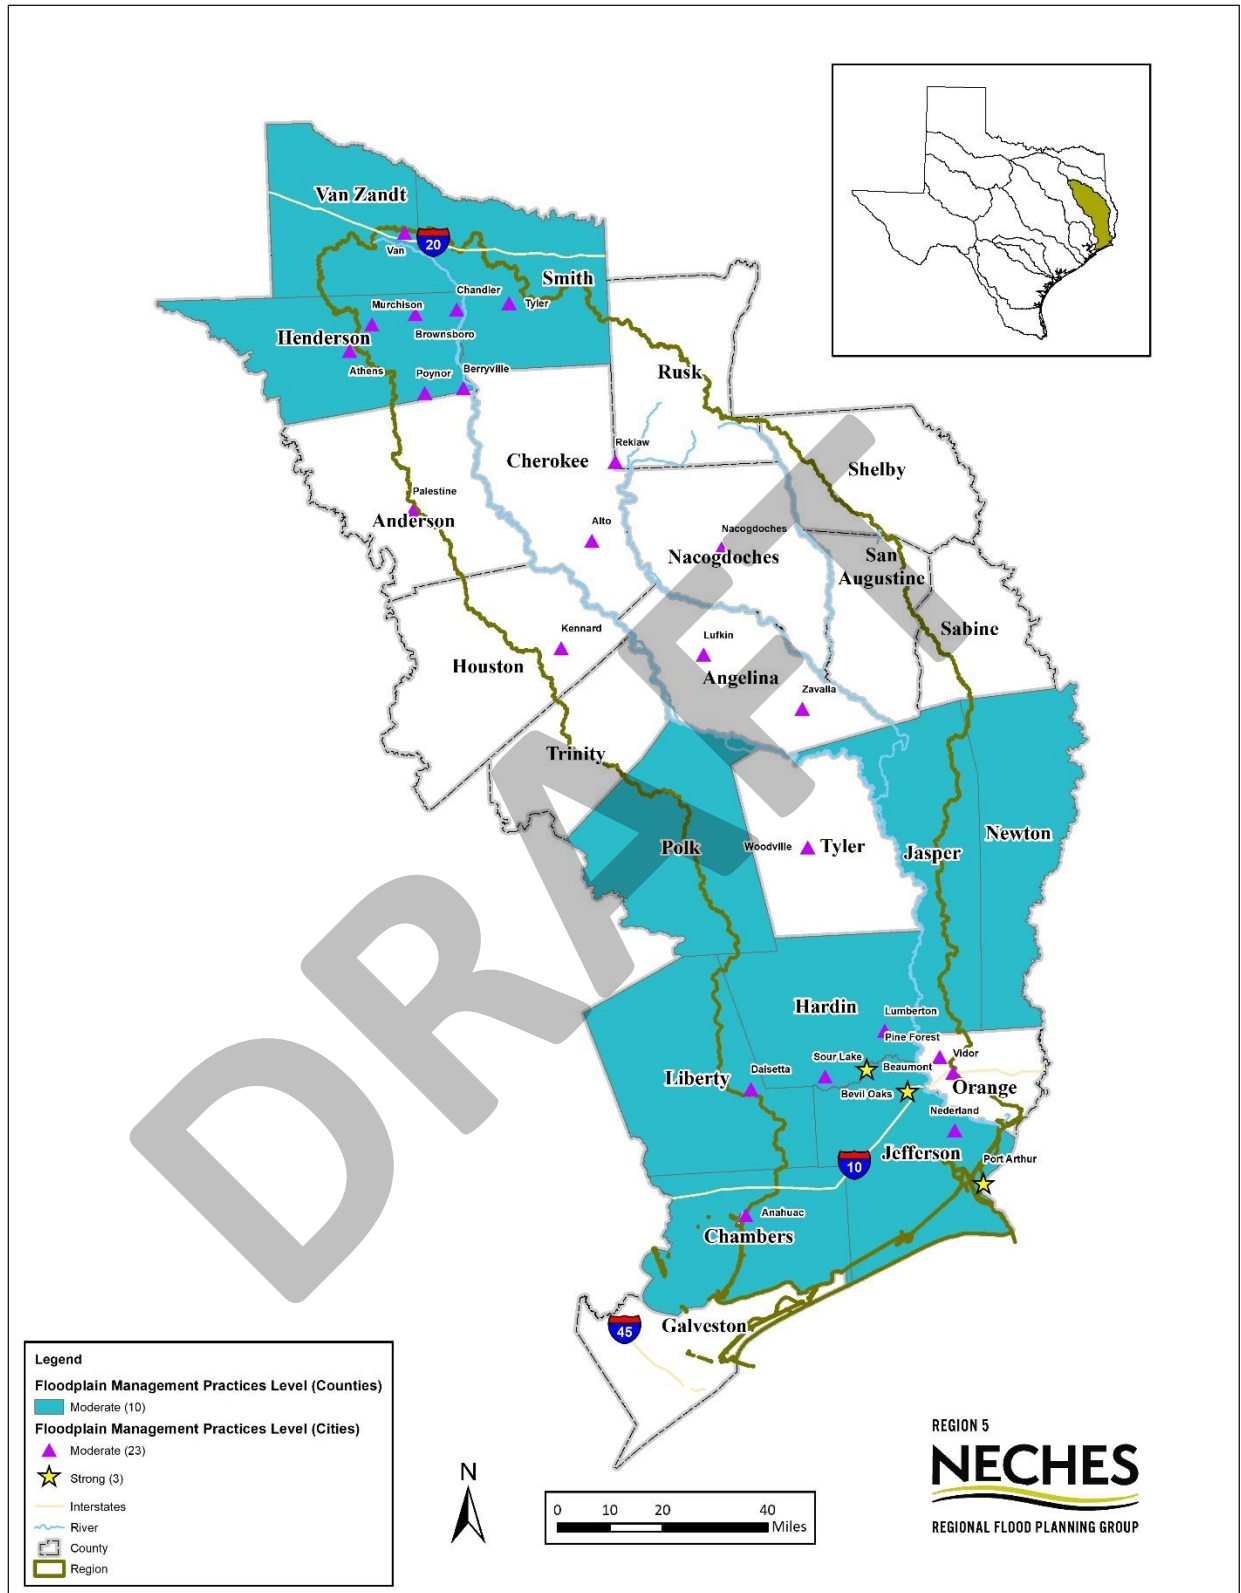 Van Zandt
20
Van
Smith
Chandler
Tyler
Murchison
Henderson
Brownsboro
Athens
Poynor
Berryville
Rusk
Reklaw
Cherokee
Shelby
Palestine
Anderson
Alto
Nacogdoches
Nacogdoches
San
Augustine
Sabine
Kennard
Lufkin
Houston
Angelina
Zavalla
Trinity
Newton
Polk
Woodville
Tyler
Jasper
Hardin
Lumberton
Pine Forest
Sour Lake
Beaumont
Vidor
Daisetta
Liberty
Bevil Oaks
Orange
Nederland
Jefferson
Port Arthur
10
Anahuac
Chambers
Galveston
45
DRAFT
Legend
Floodplain Management Practices Level (Counties)
Moderate (10)
Floodplain Management Practices Level (Cities)
Moderate (23)
Strong (3)
Interstates
River
County
Region
N
0 10 20 40
Miles
REGION 5
NECHES
REGIONAL FLOOD PLANNING GROUP